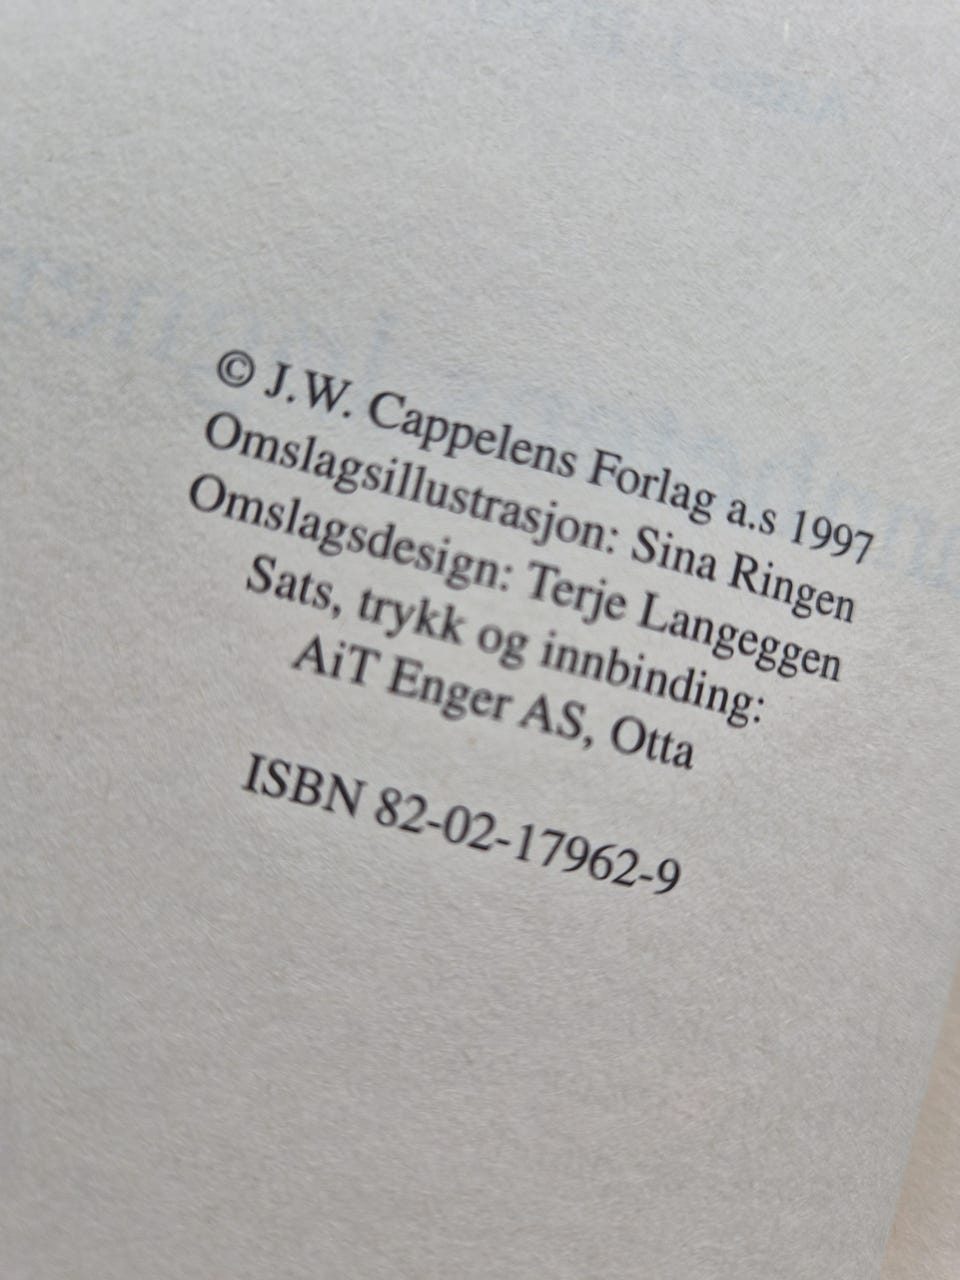 © J.W. Cappelens Forlag a.s 1997
Omslagsillustrasjon: Sina Ringen
Omslagsdesign: Terje Langeggen
Sats, trykk og innbinding:
AiT Enger AS, Otta
ISBN 82-02-17962-9